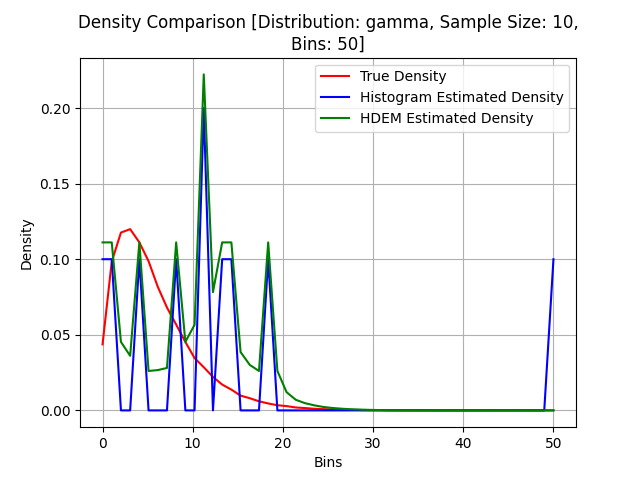 Density Comparison [Distribution: gamma, Sample Size: 10,
Bins: 50]
True Density
Histogram Estimated Density
HDEM Estimated Density
Density
0.20
0.15
0.10
0.05
0.00
0 10 20 30 40 50
Bins